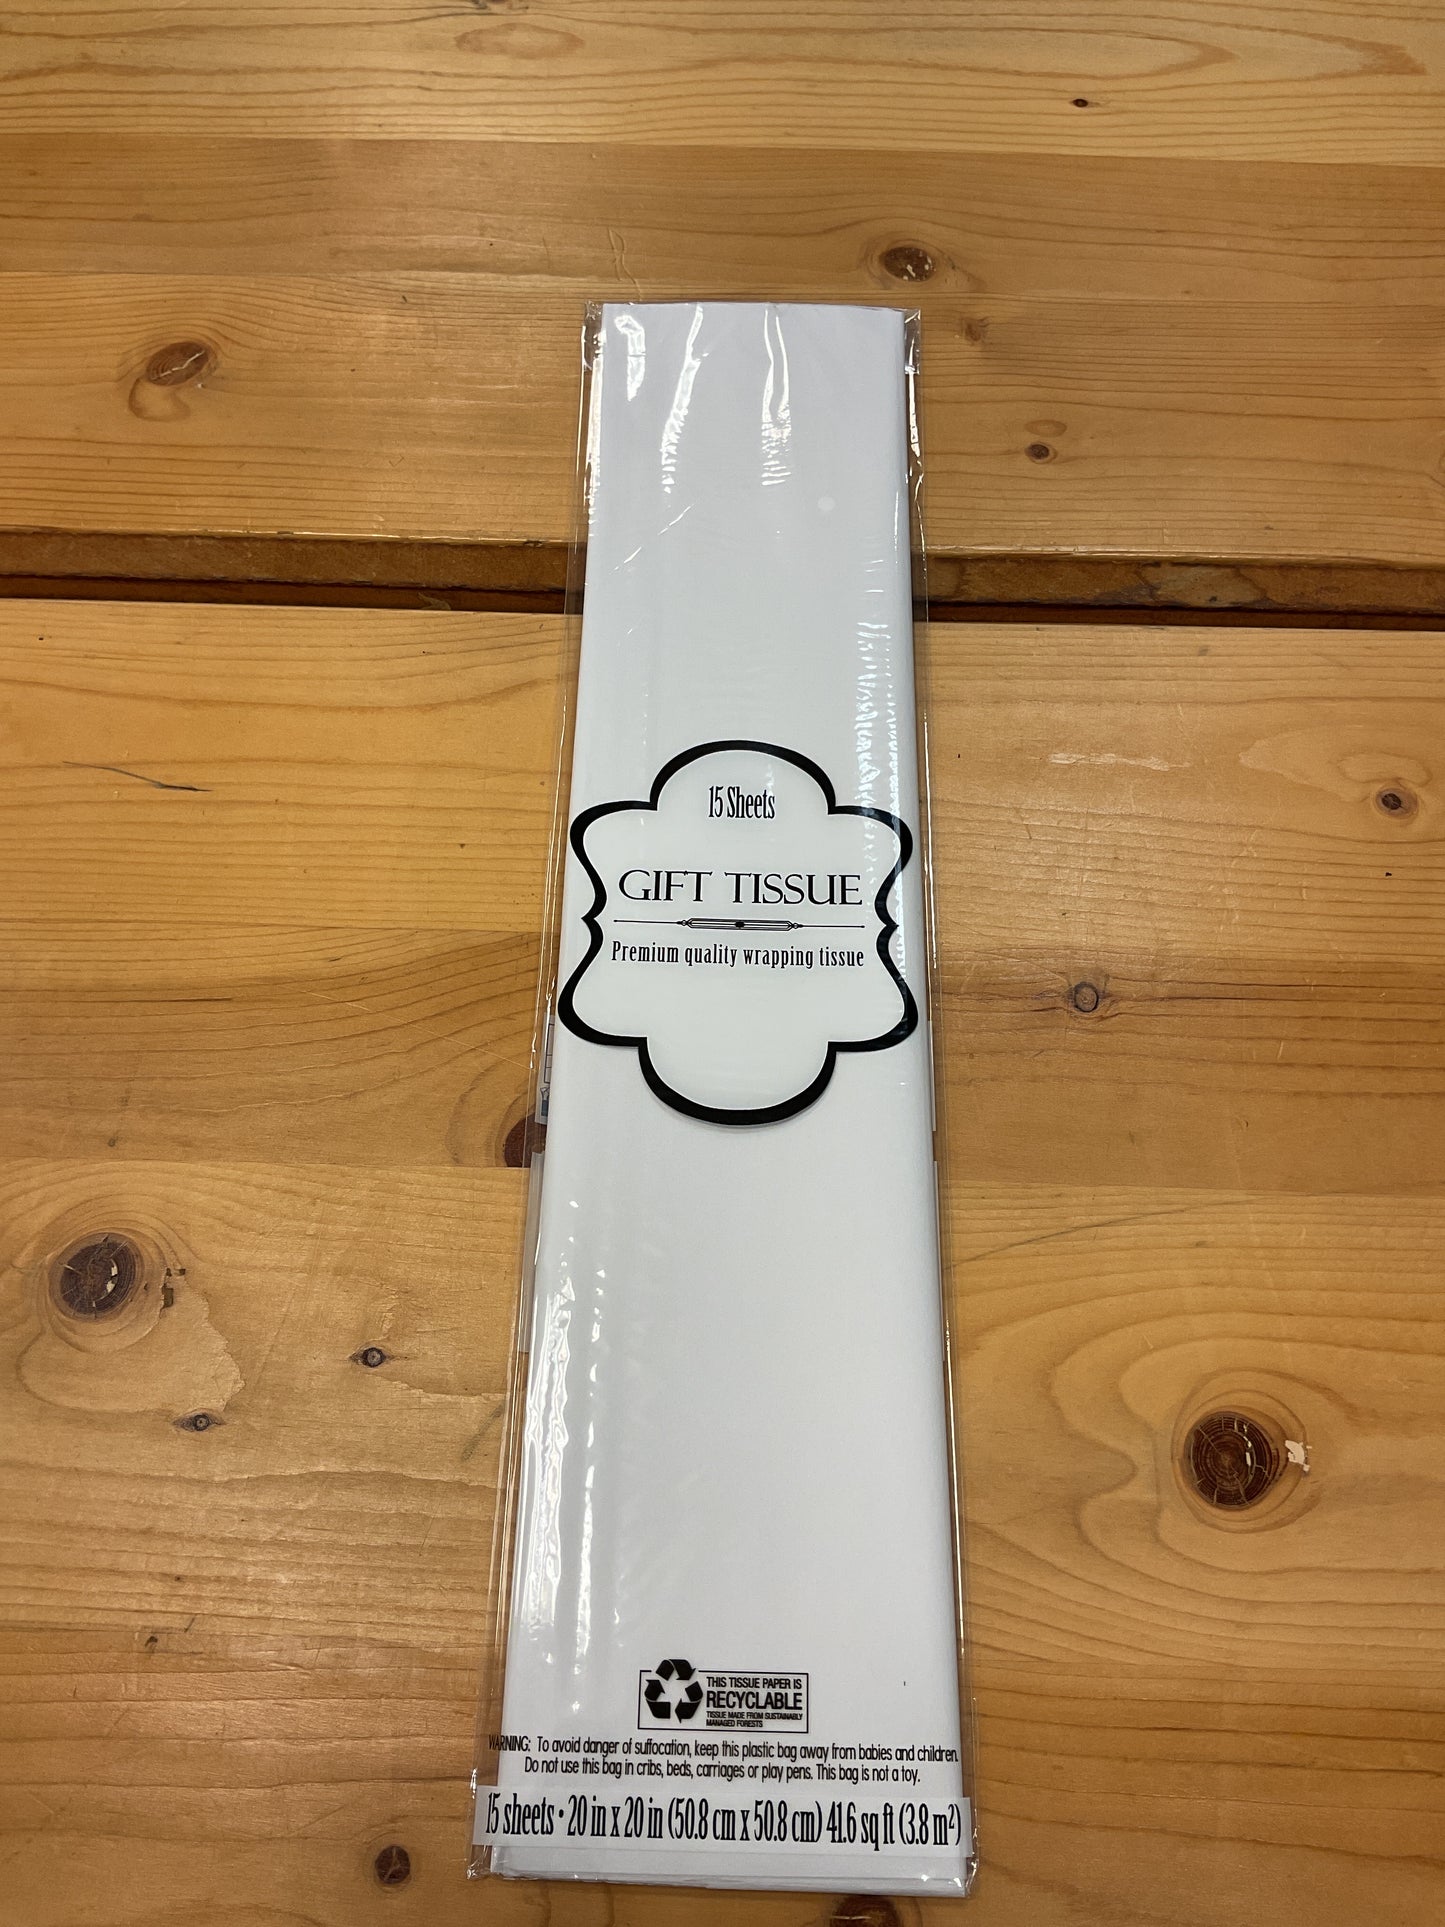 15 Sheets
GIFT TISSUE
Premium quality wrapping tissue
THIS TISSUE PAPER IS
RECYCLABLE
TISSUE MADE FROM SUSTAINABLY
MANAGED FORESTS
WARNING: To avoid danger of suffocation, keep this plastic bag away from babies and children.
Do not use this bag in cribs, beds, carriages or play pens. This bag is not a toy.
15 sheets • 20 in x 20 in (50.8 cm x 50.8 cm) 41.6 sq ft (3.8 m²)